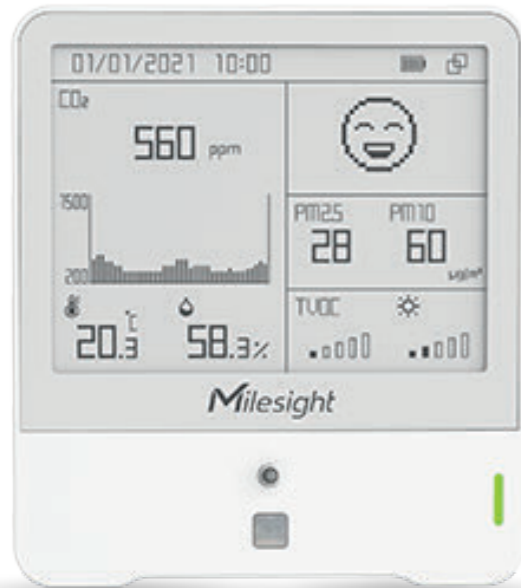 01/01/2021 10:00
CO₂
560 ppm
1500
200
20.3 ℃
58.3%
PM2.5 PM10
28 60
µg/m³
TVOC
Milesight